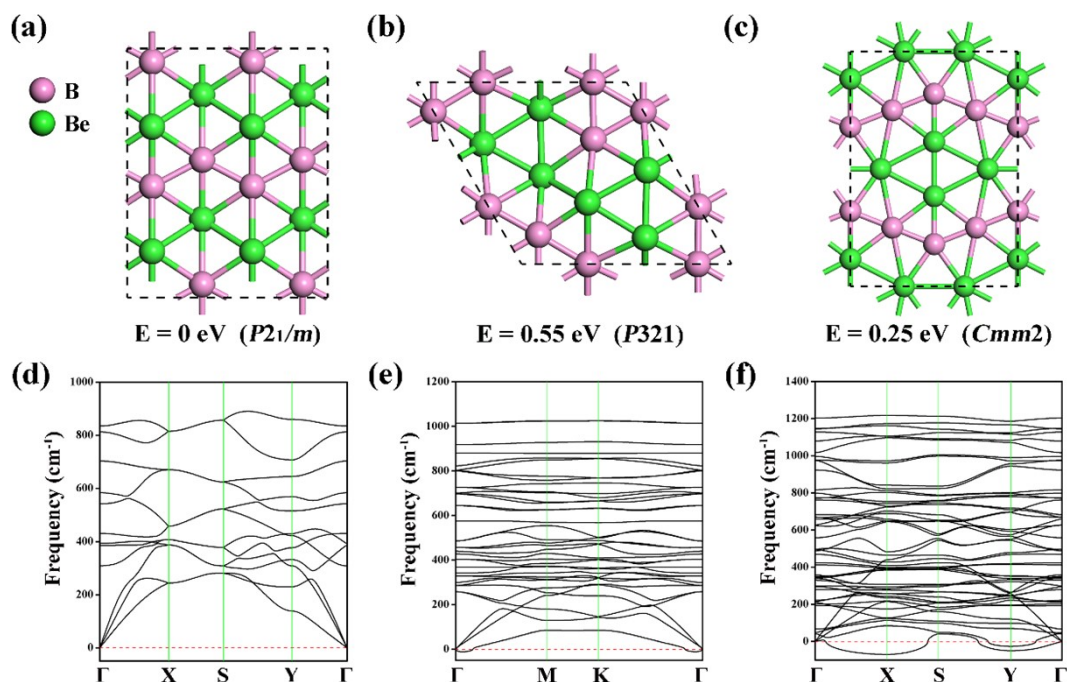 (a)
B
Be
E = 0 eV (P2₁/m)
(b)
E = 0.55 eV (P321)
(c)
E = 0.25 eV (Cmm2)
(d)
1000
800
600
400
200
0
Frequency (cm⁻¹)
Γ X S Y Γ
(e)
1200
1000
800
600
400
200
0
Frequency (cm⁻¹)
Γ M K Γ
(f)
1400
1200
1000
800
600
400
200
0
Frequency (cm⁻¹)
Γ X S Y Γ